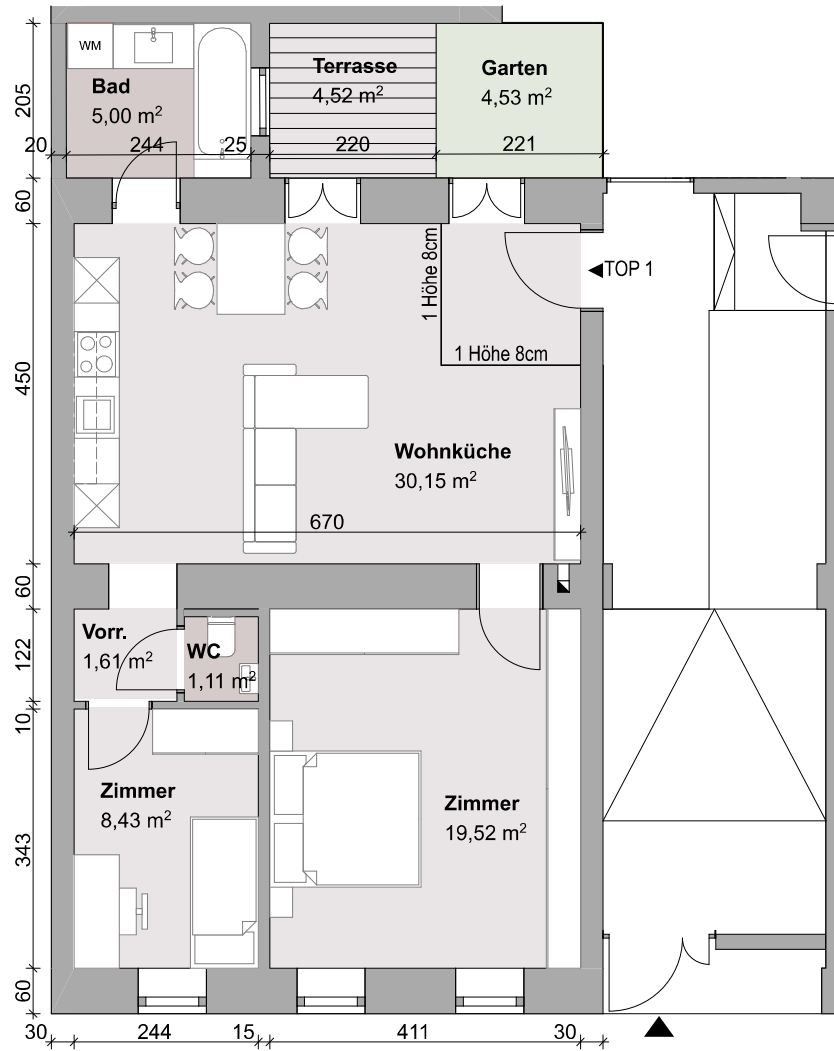 WM
Bad
5,00 m²
Terrasse
4,52 m²
Garten
4,53 m²
205
20
244
25
220
221
60
1 Höhe 8cm
TOP 1
1 Höhe 8cm
450
Wohnküche
30,15 m²
670
60
Vorr.
1,61 m²
WC
1,11 m²
122
10
Zimmer
8,43 m²
Zimmer
19,52 m²
343
60
30
244
15
411
30